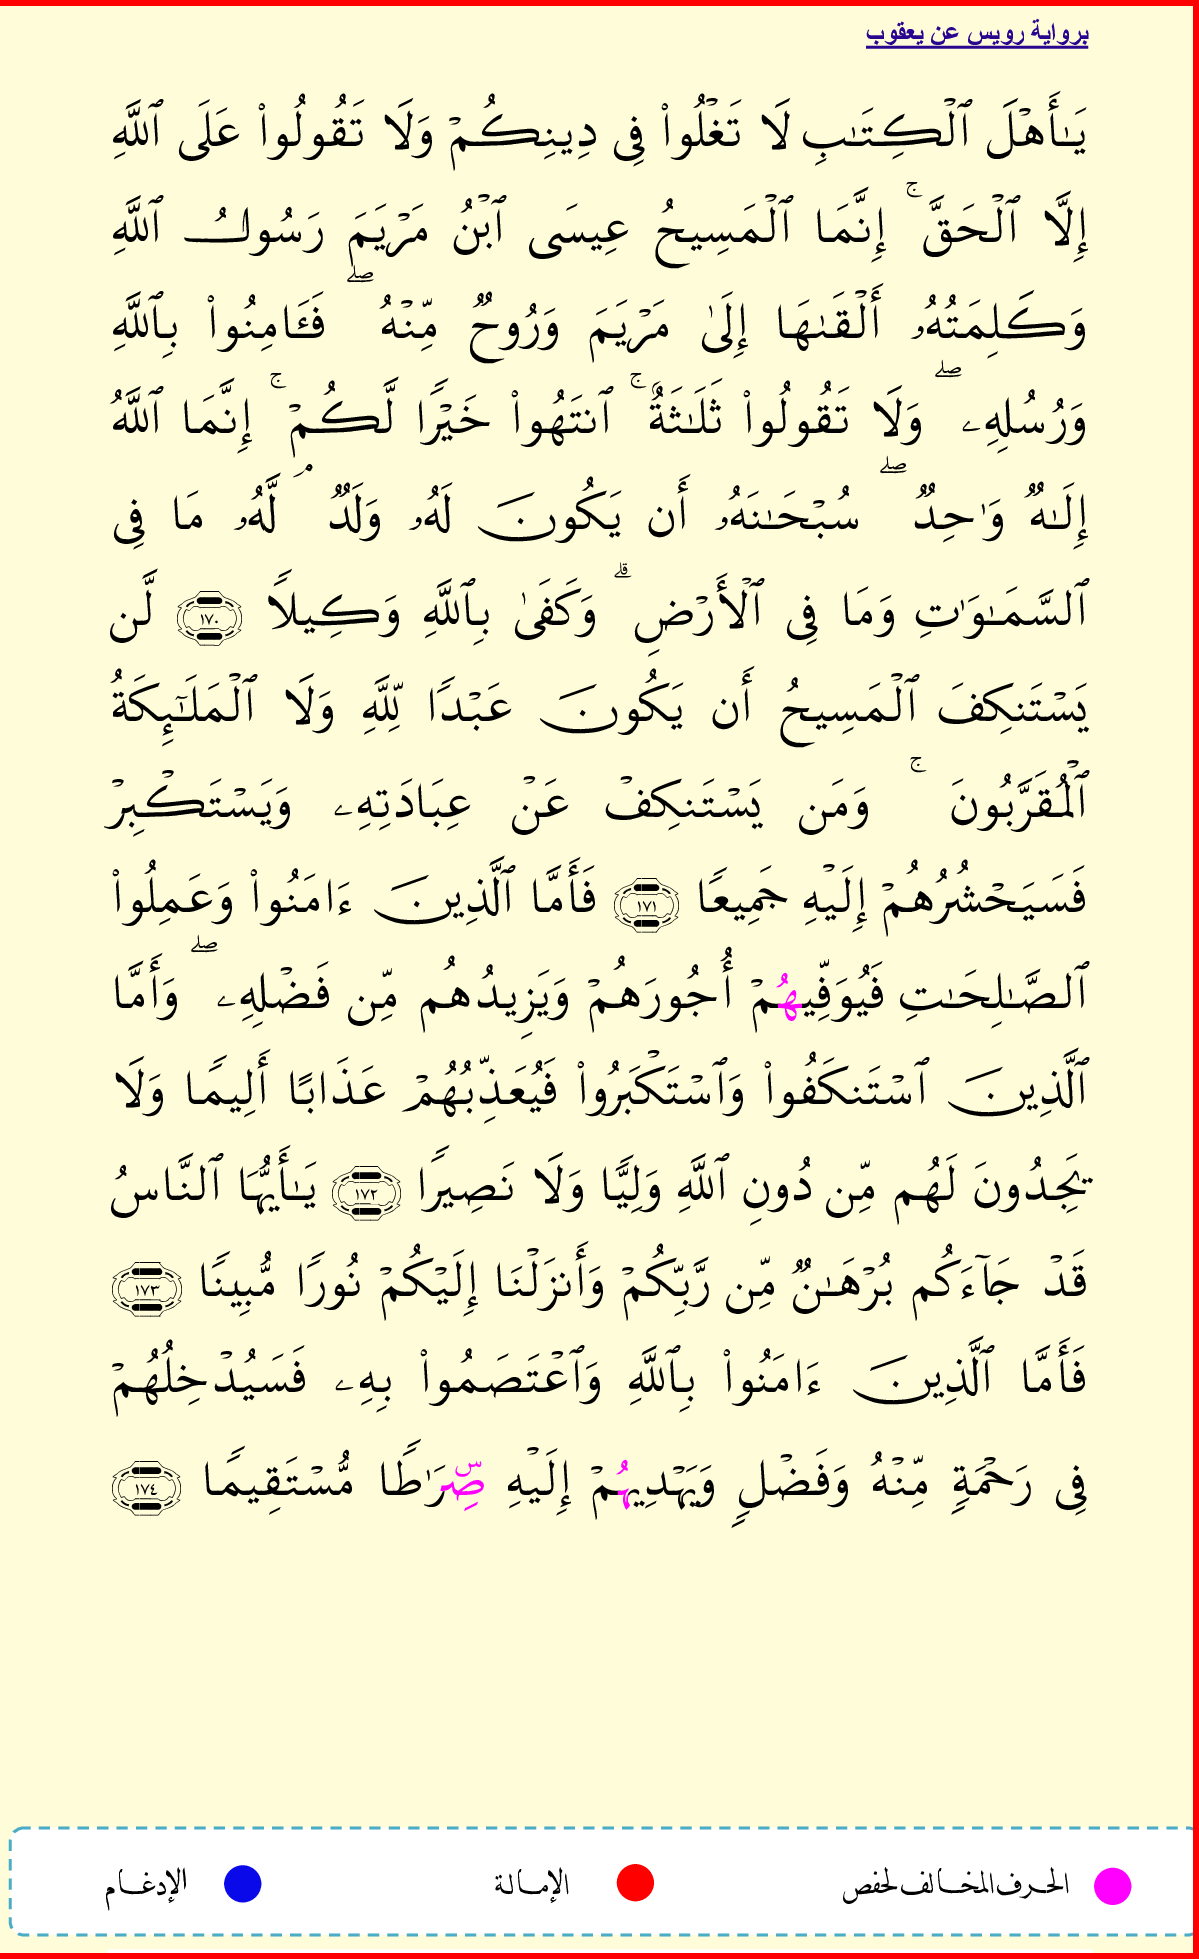 برواية رويس عن يعقوب
يَـٰٓأَهۡلَ ٱلۡكِتَـٰبِ لَا تَغۡلُوا۟ فِى دِينِكُمۡ وَلَا تَقُولُوا۟ عَلَى ٱللَّهِ
إِلَّا ٱلۡحَقَّ ۚ إِنَّمَا ٱلۡمَسِيحُ عِيسَى ٱبۡنُ مَرۡيَمَ رَسُولُ ٱللَّهِ
وَكَلِمَتُهُۥ أَلۡقَىٰهَا إِلَىٰ مَرۡيَمَ وَرُوحٌ مِّنۡهُ ۖ فَـَٔامِنُوا۟ بِٱللَّهِ
وَرُسُلِهِۦ ۖ وَلَا تَقُولُوا۟ ثَلَـٰثَةٌ ۚ ٱنتَهُوا۟ خَيۡرًا لَّكُمۡ ۚ إِنَّمَا ٱللَّهُ
إِلَـٰهٌ وَٰحِدٌ ۖ سُبۡحَـٰنَهُۥ أَن يَكُونَ لَهُۥ وَلَدٌ ۘ لَّهُۥ مَا فِى
ٱلسَّمَـٰوَٰتِ وَمَا فِى ٱلۡأَرۡضِ ۗ وَكَفَىٰ بِٱللَّهِ وَكِيلًا ١٧٠ لَّن
يَسۡتَنكِفَ ٱلۡمَسِيحُ أَن يَكُونَ عَبۡدًا لِّلَّهِ وَلَا ٱلۡمَلَـٰٓئِكَةُ
ٱلۡمُقَرَّبُونَ ۚ وَمَن يَسۡتَنكِفۡ عَنۡ عِبَادَتِهِۦ وَيَسۡتَكۡبِرۡ
فَسَيَحۡشُرُهُمۡ إِلَيۡهِ جَمِيعًا ١٧١ فَأَمَّا ٱلَّذِينَ ءَامَنُوا۟ وَعَمِلُوا۟
ٱلصَّـٰلِحَـٰتِ فَيُوَفِّيهُمۡ أُجُورَهُمۡ وَيَزِيدُهُم مِّن فَضۡلِهِۦ ۖ وَأَمَّا
ٱلَّذِينَ ٱسۡتَنكَفُوا۟ وَٱسۡتَكۡبَرُوا۟ فَيُعَذِّبُهُمۡ عَذَابًا أَلِيمًا وَلَا
يَجِدُونَ لَهُم مِّن دُونِ ٱللَّهِ وَلِيًّا وَلَا نَصِيرًا ١٧٢ يَـٰٓأَيُّهَا ٱلنَّاسُ
قَدۡ جَآءَكُم بُرۡهَـٰنٌ مِّن رَّبِّكُمۡ وَأَنزَلۡنَا إِلَيۡكُمۡ نُورًا مُّبِينًا ١٧٣
فَأَمَّا ٱلَّذِينَ ءَامَنُوا۟ بِٱللَّهِ وَٱعۡتَصَمُوا۟ بِهِۦ فَسَيُدۡخِلُهُمۡ
فِى رَحۡمَةٍ مِّنۡهُ وَفَضۡلٍ وَيَهۡدِيهُمۡ إِلَيۡهِ صِۜرَٰطًا مُّسۡتَقِيمًا ١٧٤
الحرف المخالف لحفص الإمالة الإدغام